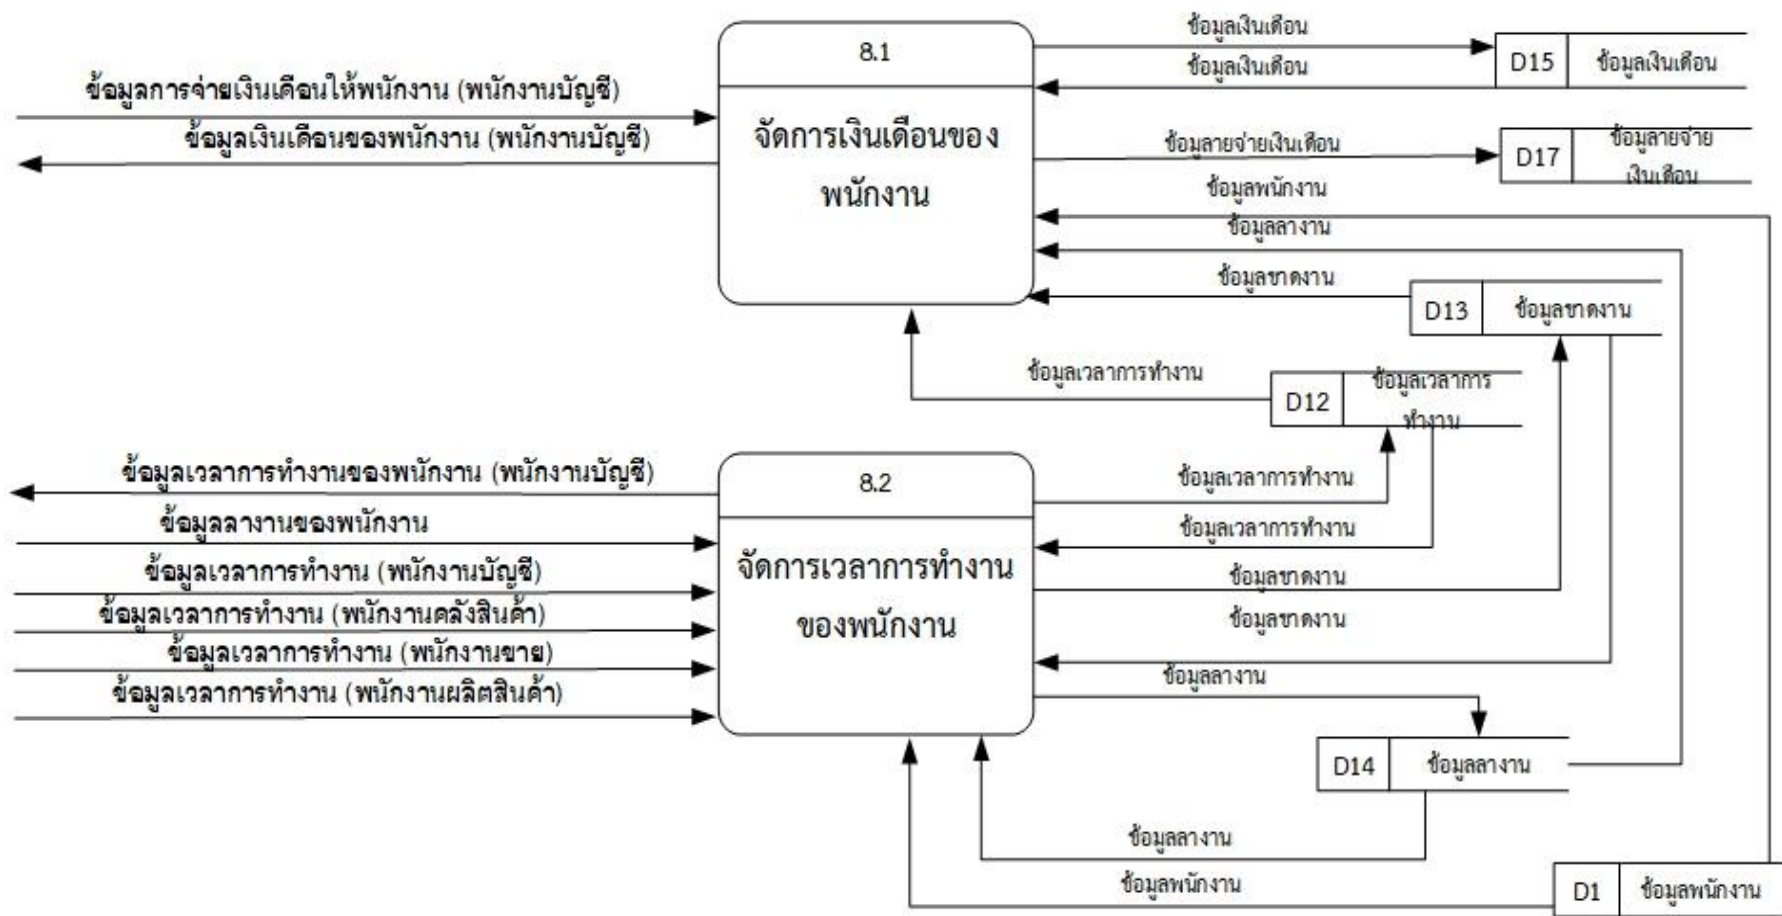 8.1
จัดการเงินเดือนของ
พนักงาน
ข้อมูลการจ่ายเงินเดือนให้พนักงาน (พนักงานบัญชี)
ข้อมูลเงินเดือนของพนักงาน (พนักงานบัญชี)
ข้อมูลเงินเดือน
ข้อมูลเงินเดือน
D15 ข้อมูลเงินเดือน
ข้อมูลายจ่ายเงินเดือน
D17 ข้อมูลายจ่าย
เงินเดือน
ข้อมูลพนักงาน
ข้อมูลลางาน
ข้อมูลขาดงาน
D13 ข้อมูลขาดงาน
ข้อมูลเวลาการทำงาน
D12 ข้อมูลเวลาการ
ทำงาน
8.2
จัดการเวลาการทำงาน
ของพนักงาน
ข้อมูลเวลาการทำงานของพนักงาน (พนักงานบัญชี)
ข้อมูลลางานของพนักงาน
ข้อมูลเวลาการทำงาน (พนักงานบัญชี)
ข้อมูลเวลาการทำงาน (พนักงานคลังสินค้า)
ข้อมูลเวลาการทำงาน (พนักงานขาย)
ข้อมูลเวลาการทำงาน (พนักงานผลิตสินค้า)
ข้อมูลเวลาการทำงาน
ข้อมูลเวลาการทำงาน
ข้อมูลขาดงาน
ข้อมูลขาดงาน
ข้อมูลลางาน
D14 ข้อมูลลางาน
ข้อมูลลางาน
ข้อมูลพนักงาน
D1 ข้อมูลพนักงาน